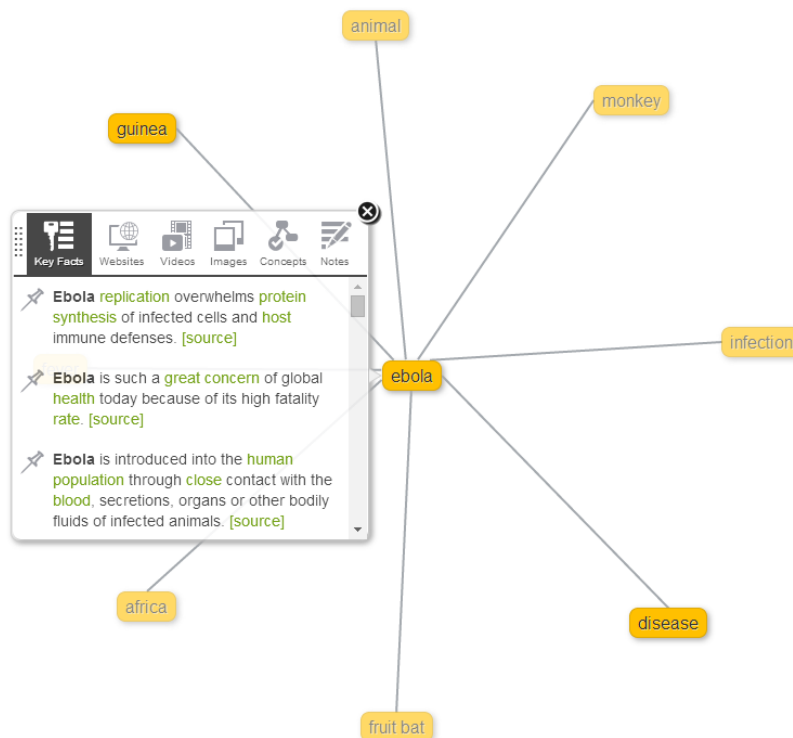 animal
monkey
guinea
Key Facts Websites Videos Images Concepts Notes
Ebola replication overwhelms protein
synthesis of infected cells and host
immune defenses. [source]
infection
ebola
Ebola is such a great concern of global
health today because of its high fatality
rate. [source]
Ebola is introduced into the human
population through close contact with the
blood, secretions, organs or other bodily
fluids of infected animals. [source]
africa
disease
fruit bat